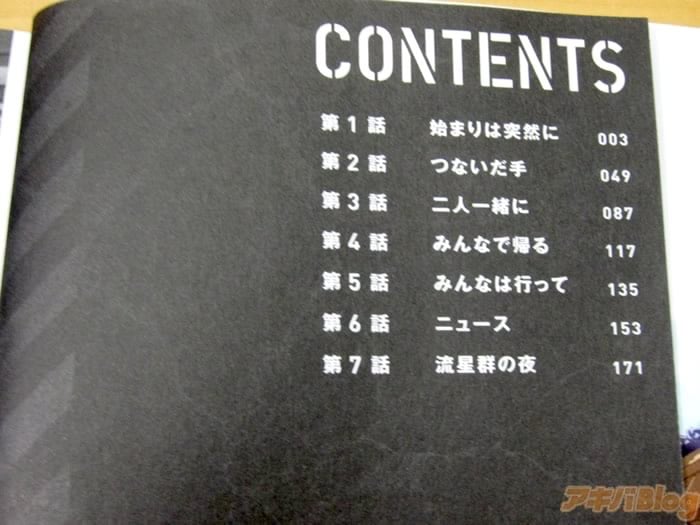 CONTENTS
第1話 始まりは突然に 003
第2話 つないだ手 049
第3話 二人一緒に 087
第4話 みんなで帰る 117
第5話 みんなは行って 135
第6話 ニュース 153
第7話 流星群の夜 171
アキバBlog